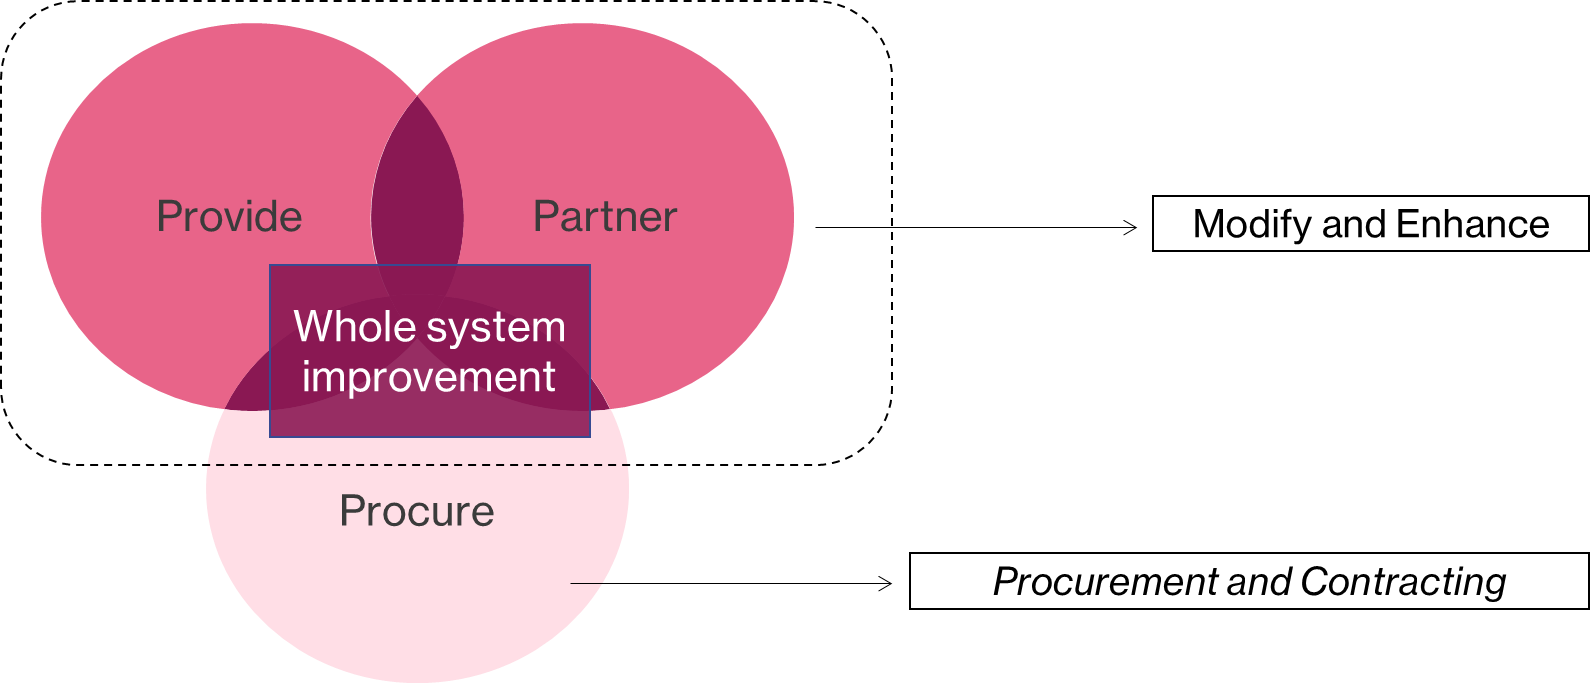 Provide
Partner
Modify and Enhance
Whole system
improvement
Procure
Procurement and Contracting